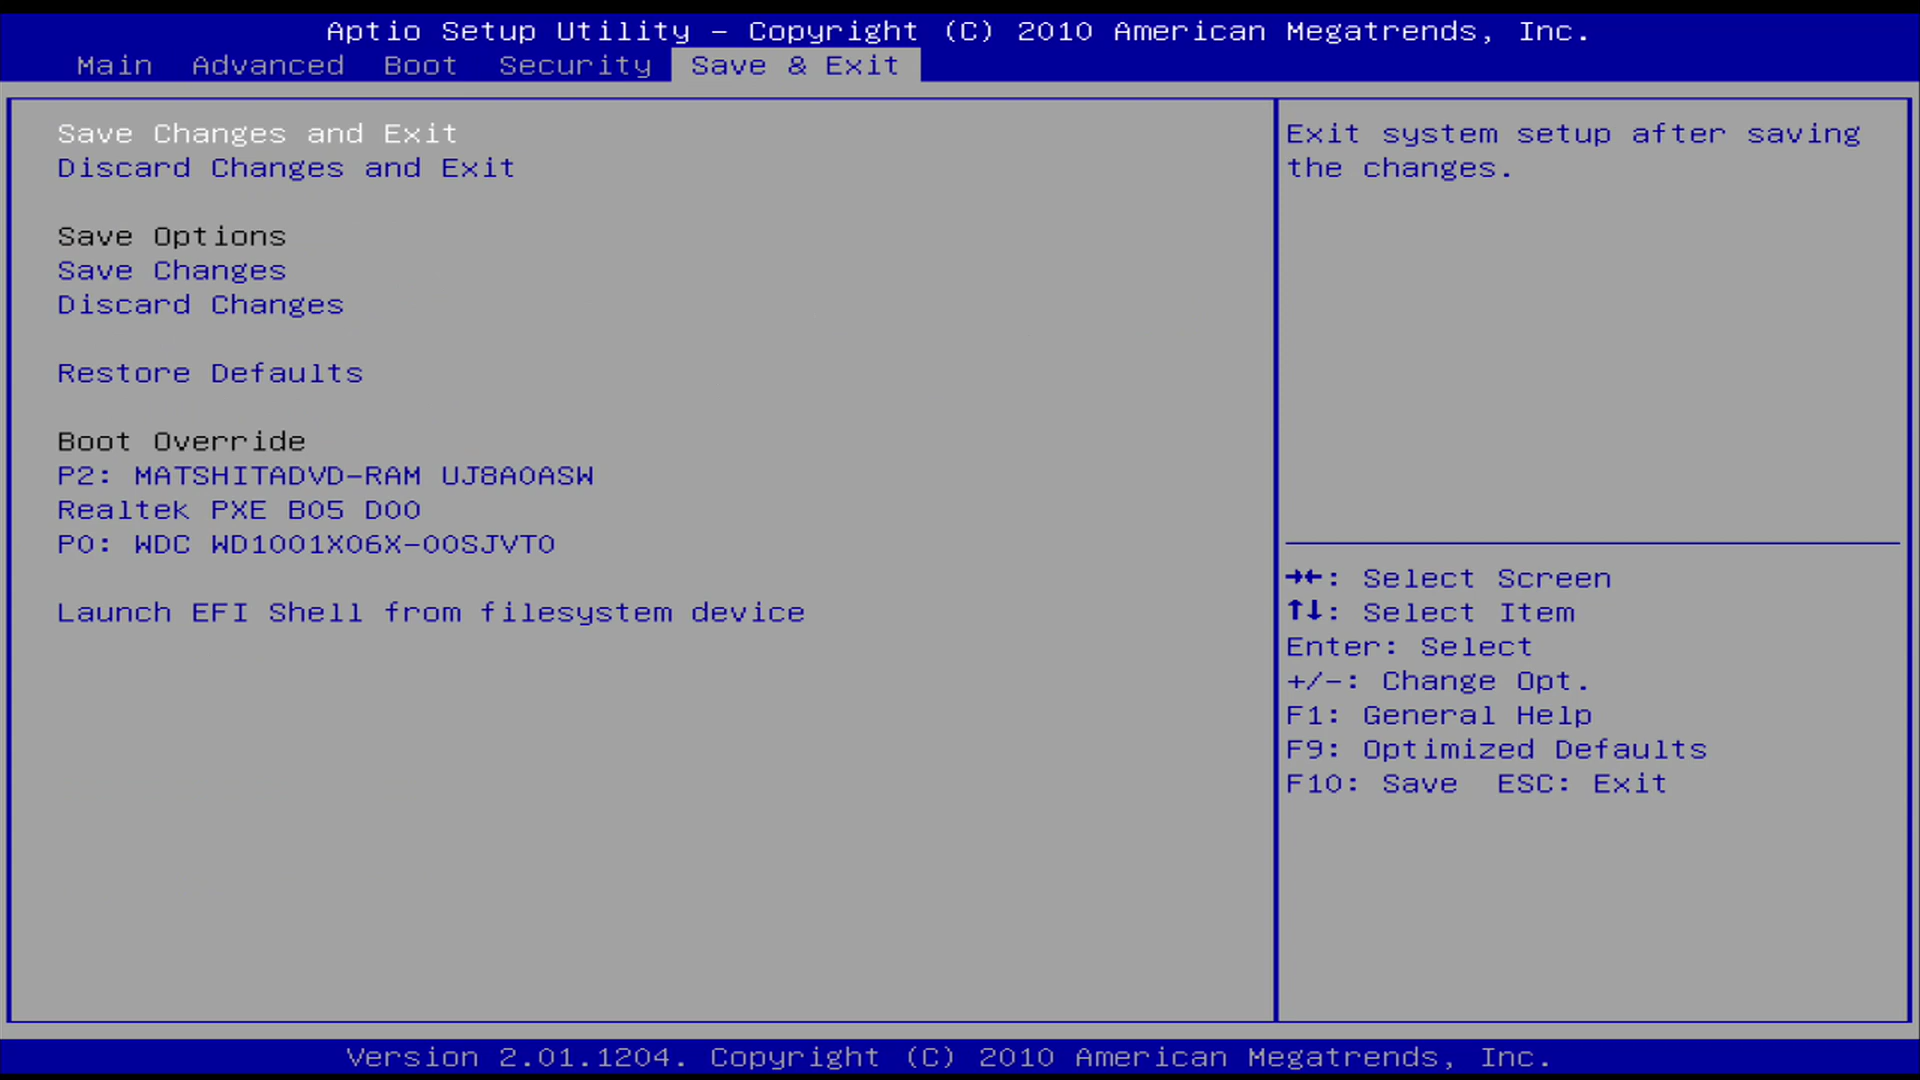 Aptio Setup Utility - Copyright (C) 2010 American Megatrends, Inc.
Main Advanced Boot Security Save & Exit
Save Changes and Exit
Discard Changes and Exit
Save Options
Save Changes
Discard Changes
Restore Defaults
Boot Override
P2: MATSHITADVD-RAM UJ8A0ASW
Realtek PXE B05 D00
P0: WDC WD1001X06X-00SJVT0
Launch EFI Shell from filesystem device
Exit system setup after saving
the changes.
→←: Select Screen
↑↓: Select Item
Enter: Select
+/-: Change Opt.
F1: General Help
F9: Optimized Defaults
F10: Save ESC: Exit
Version 2.01.1204. Copyright (C) 2010 American Megatrends, Inc.